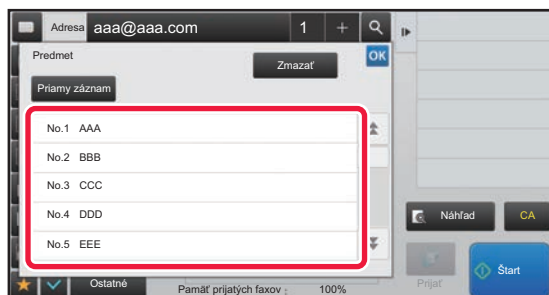 Adresa aaa@aaa.com 1 +
Predmet Zmazať OK
Priamy záznam
No.1 AAA
No.2 BBB
No.3 CCC
No.4 DDD
No.5 EEE
Náhľad CA
Ostatné Pamäť prijatých faxov : 100% Prijať Štart